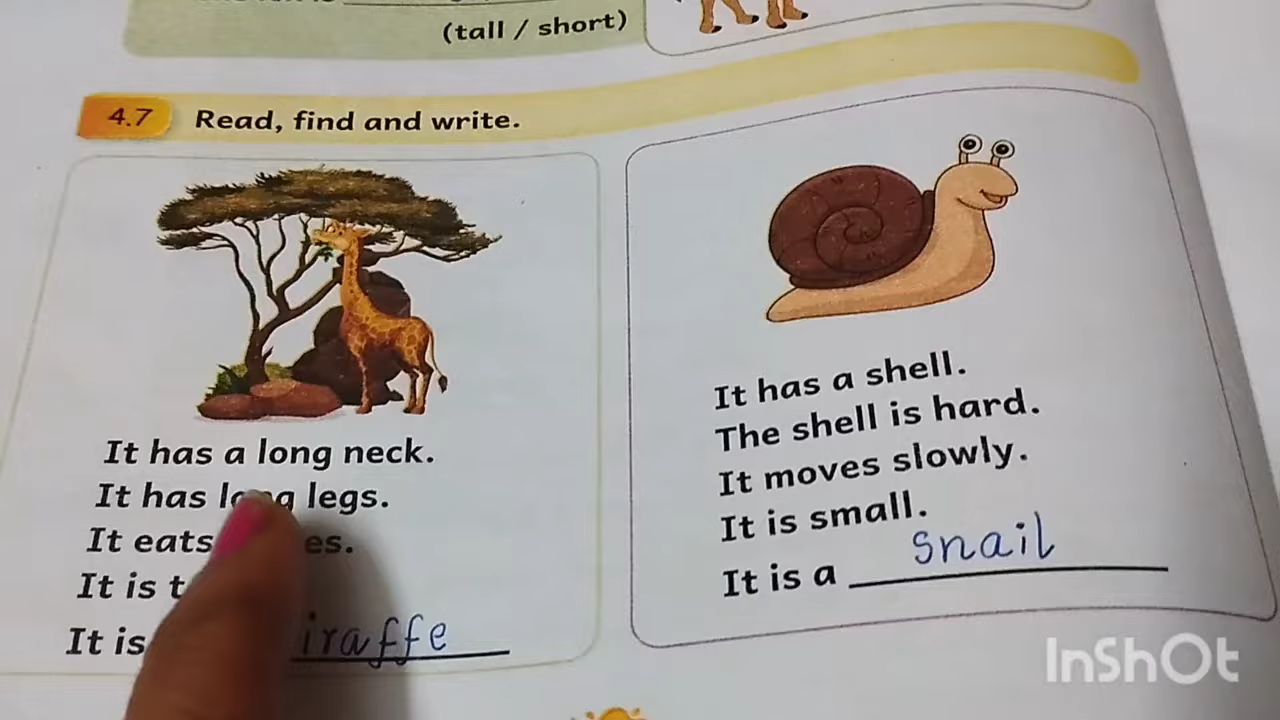 (tall / short)
4.7 Read, find and write.
It has a long neck.
It has long legs.
It eats
It is
It is
It has a shell.
The shell is hard.
It moves slowly.
It is small.
It is a snail
InShOt